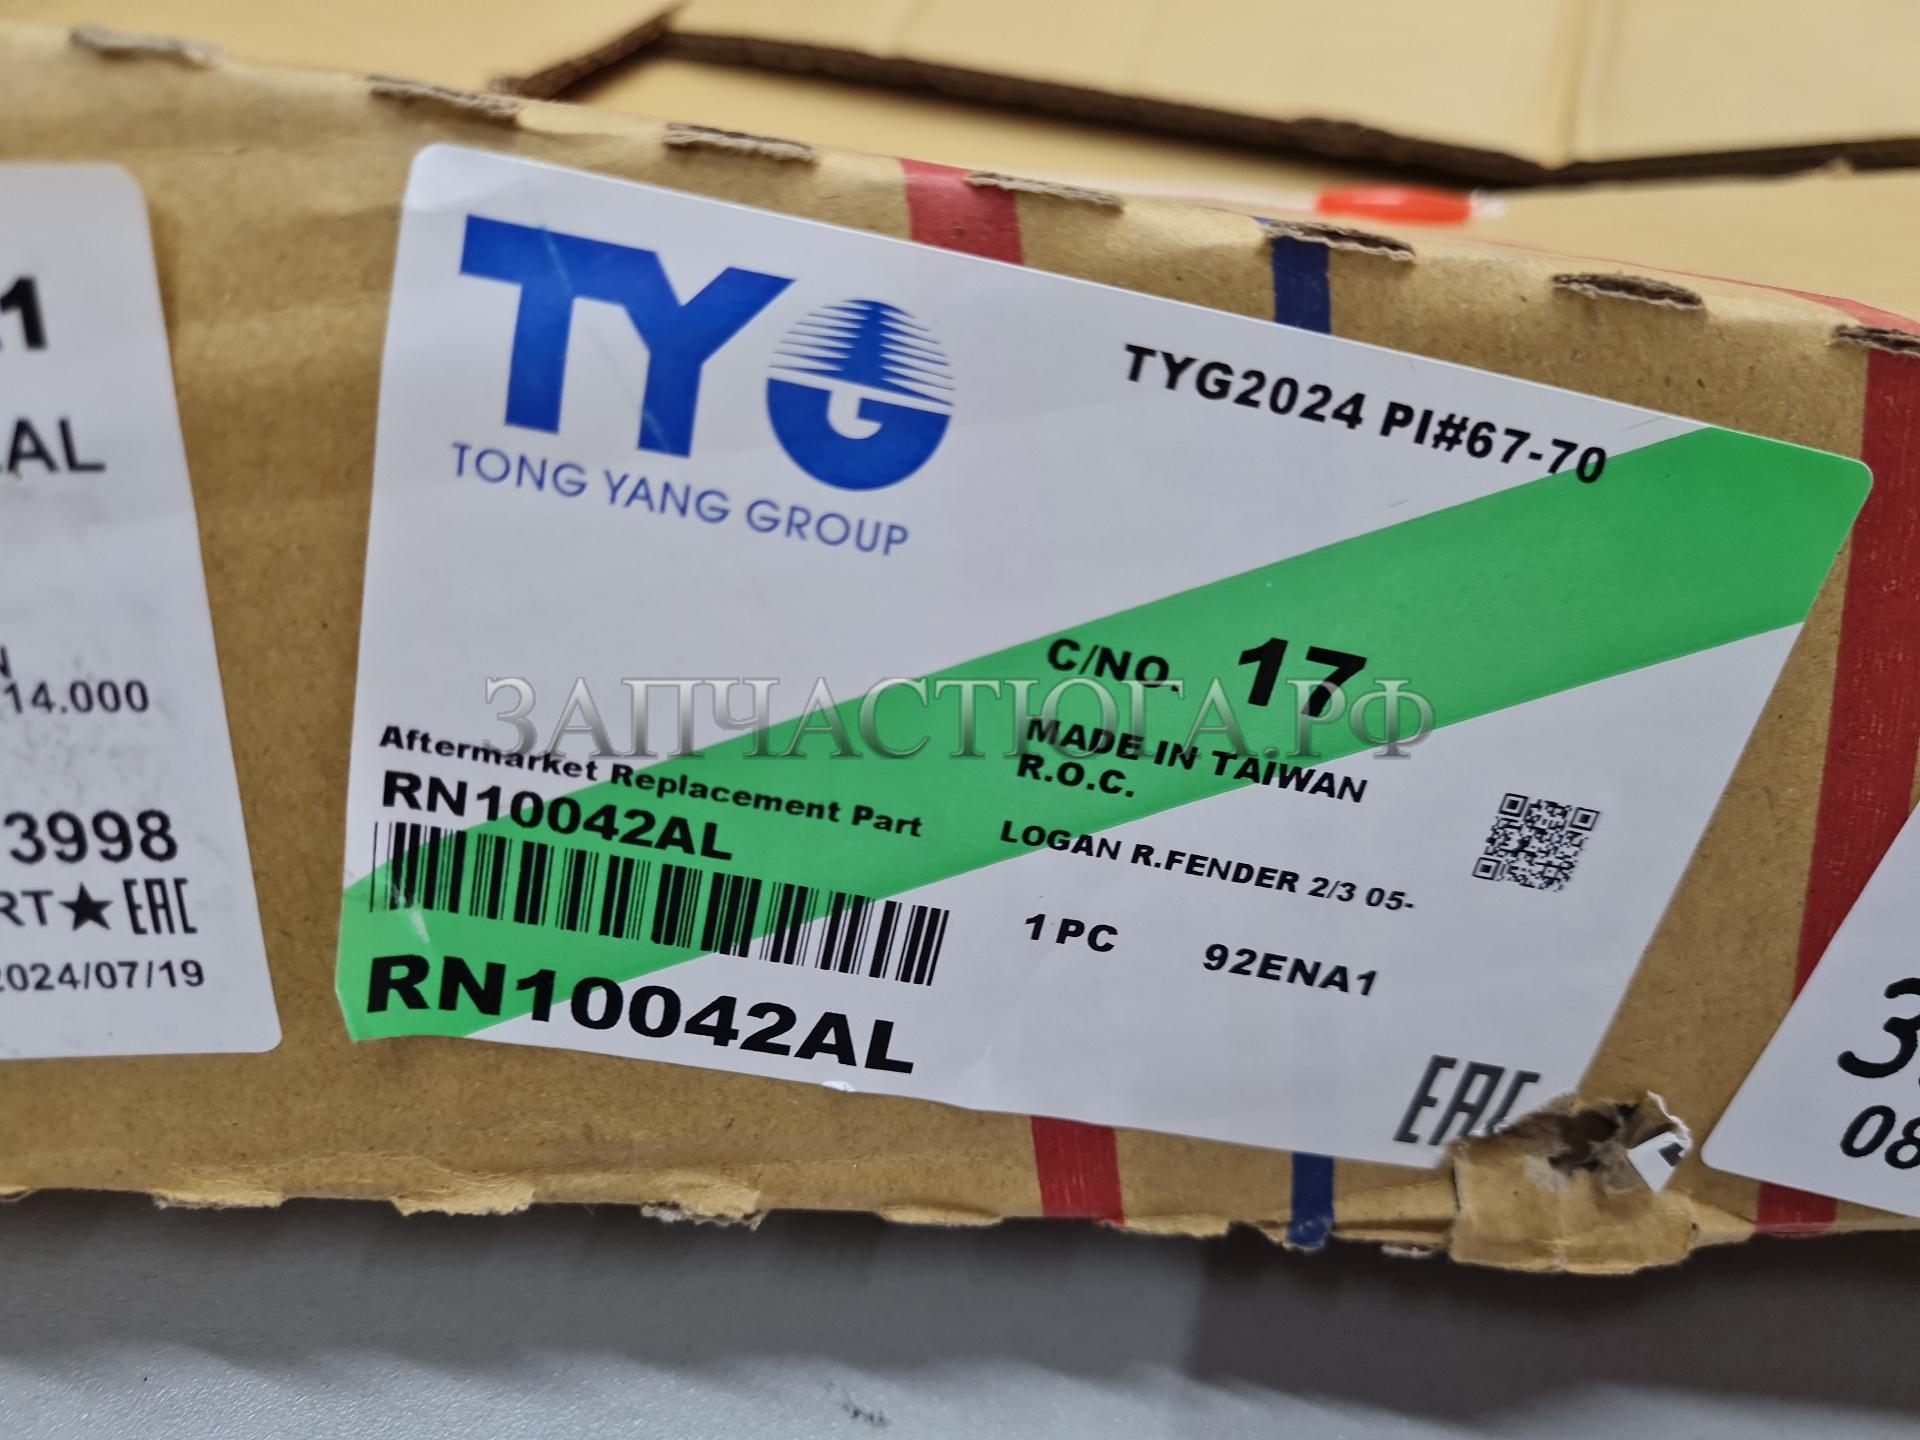 1
AL
14.000
3998
RT★EAC
2024/07/19
TYG
TONG YANG GROUP
TYG2024 PI#67-70
C/NO. 17
MADE IN TAIWAN
R.O.C.
Aftermarket Replacement Part
RN10042AL
LOGAN R.FENDER 2/3 05-
1 PC 92ENA1
RN10042AL
EAC
3
08
ЗАПЧАСТЮГА.РФ